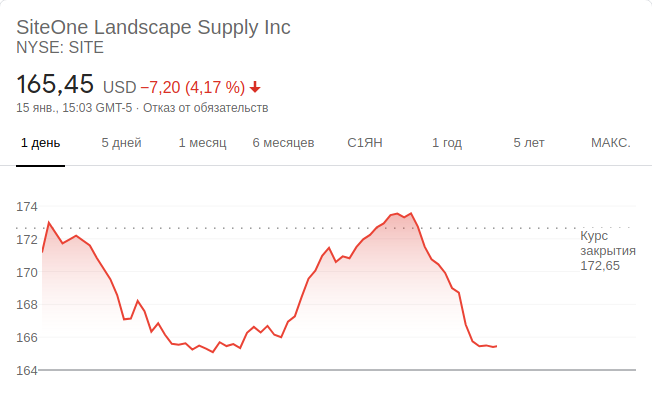 SiteOne Landscape Supply Inc
NYSE: SITE
165,45 USD −7,20 (4,17 %)
15 янв., 15:03 GMT-5 · Отказ от обязательств
1 день 5 дней 1 месяц 6 месяцев С1ЯН 1 год 5 лет МАКС.
174
172
170
168
166
164
Курс
закрытия
172,65